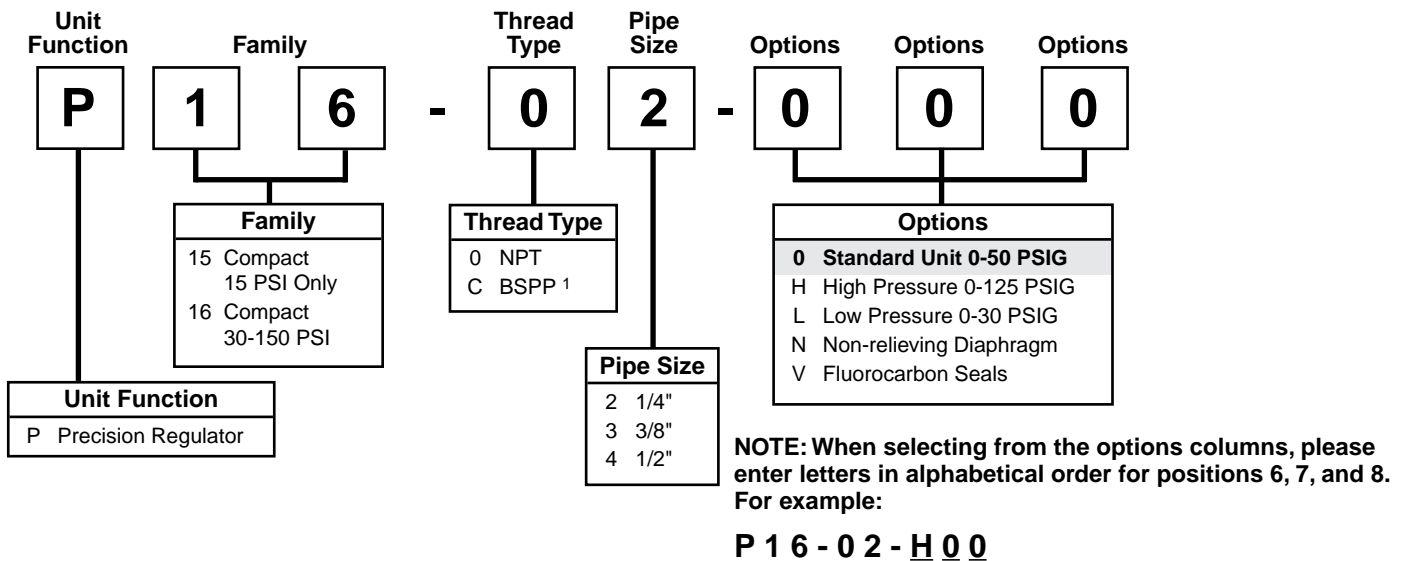 Unit Function
Family
Thread Type
Pipe Size
Options
Options
Options
P 1 6 - 0 2 - 0 0 0
Family
15 Compact
15 PSI Only
16 Compact
30-150 PSI
Thread Type
0 NPT
C BSPP 1
Options
0 Standard Unit 0-50 PSIG
H High Pressure 0-125 PSIG
L Low Pressure 0-30 PSIG
N Non-relieving Diaphragm
V Fluorocarbon Seals
Pipe Size
2 1/4"
3 3/8"
4 1/2"
Unit Function
P Precision Regulator
NOTE: When selecting from the options columns, please
enter letters in alphabetical order for positions 6, 7, and 8.
For example:
P 1 6 - 0 2 - H 0 0